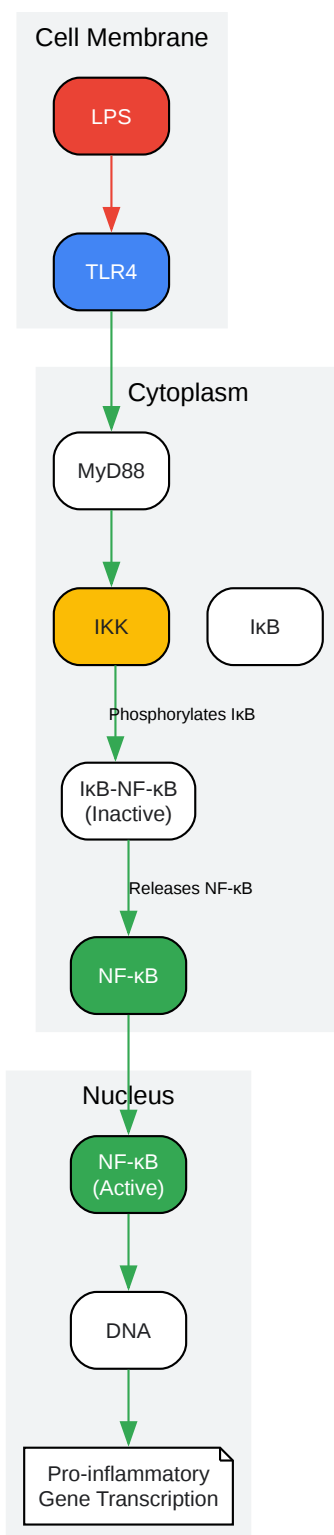 Cell Membrane
LPS
TLR4
Cytoplasm
MyD88
IKK
IκB
Phosphorylates IκB
IκB-NF-κB
(Inactive)
Releases NF-κB
NF-κB
Nucleus
NF-κB
(Active)
DNA
Pro-inflammatory
Gene Transcription